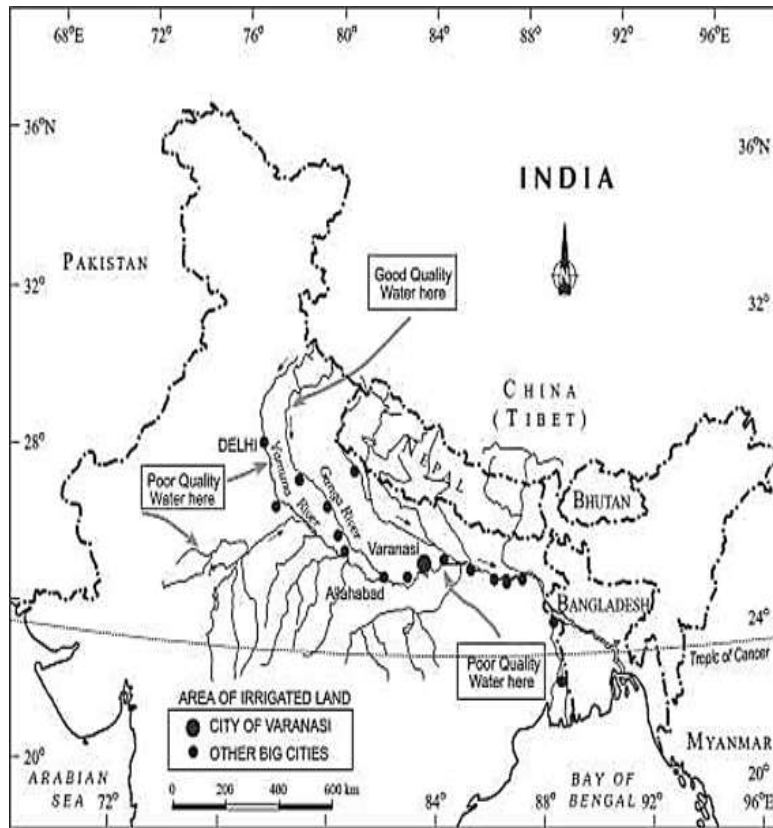 68°E 72° 76° 80° 84° 88° 92° 96°E
36°N
36°N
INDIA
PAKISTAN
Good Quality
Water here
32°
32°
CHINA
(TIBET)
28°
DELHI
NEPAL
Poor Quality
Water here
Yamuna
River
Ganga River
BHUTAN
Varanasi
Allahabad
BANGLADESH
24°
Tropic of Cancer
Poor Quality
Water here
AREA OF IRRIGATED LAND
CITY OF VARANASI
OTHER BIG CITIES
MYANMAR
20°
20°
0 200 400 600 km
ARABIAN
SEA
72°
84°
88°
BAY OF
BENGAL
92°
96°E